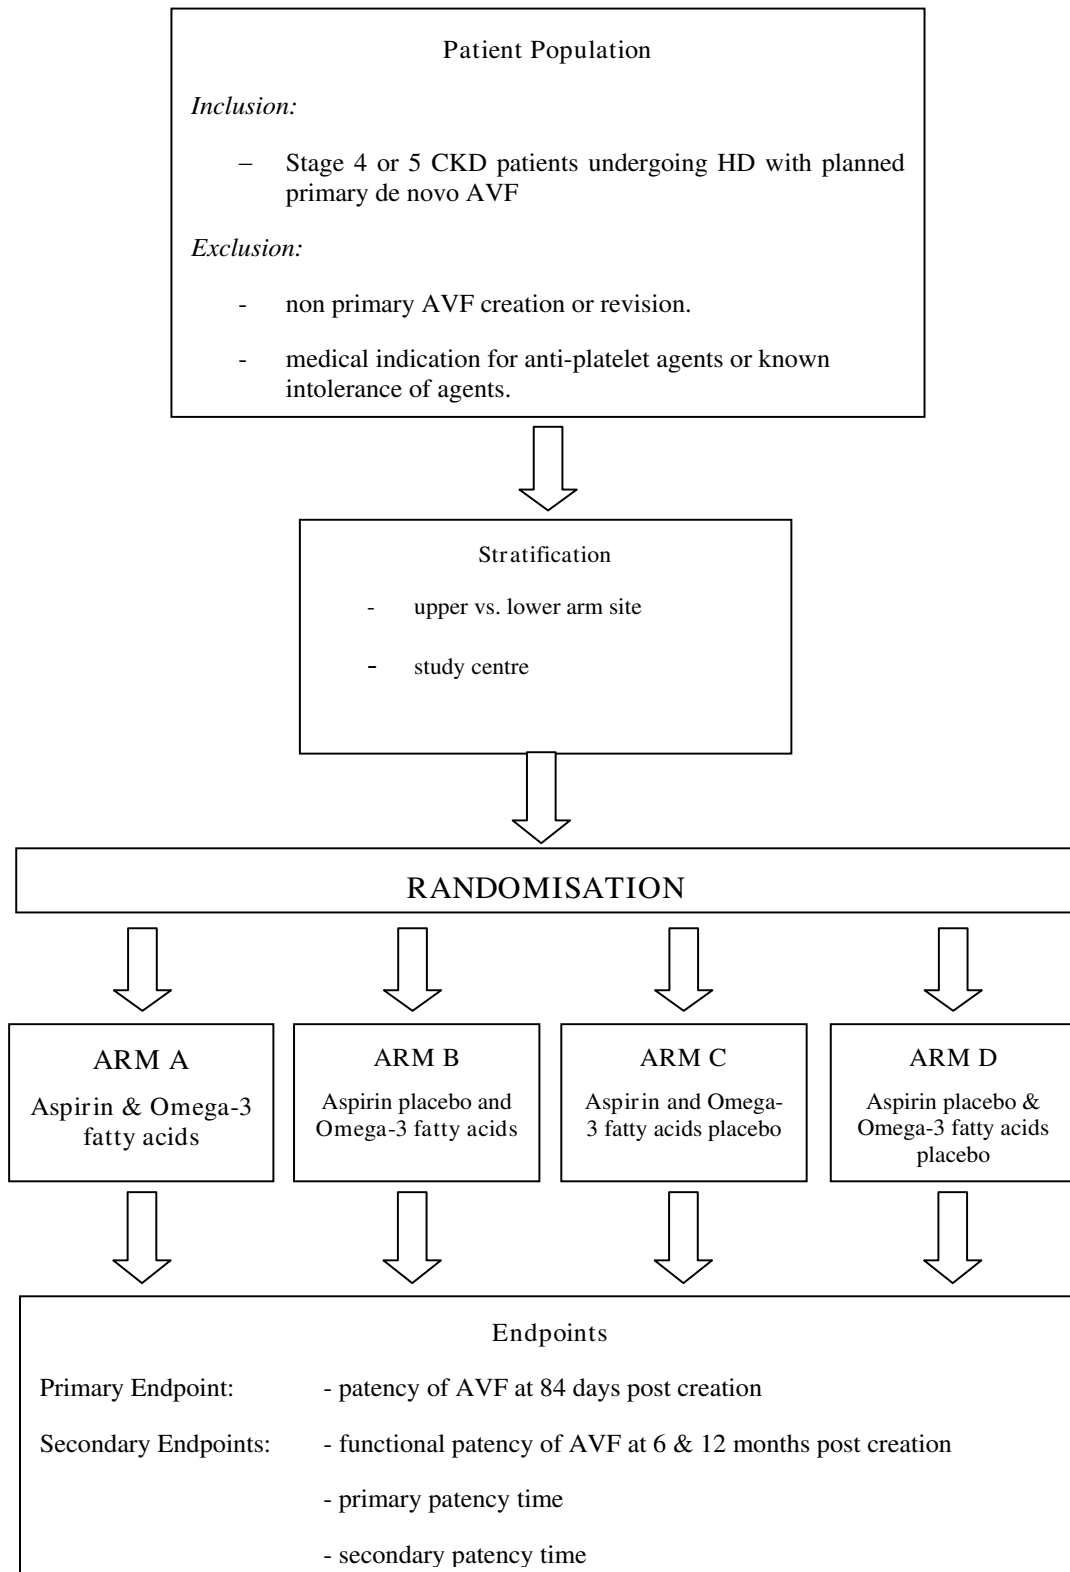 Patient Population
Inclusion:
– Stage 4 or 5 CKD patients undergoing HD with planned
primary de novo AVF
Exclusion:
- non primary AVF creation or revision.
- medical indication for anti-platelet agents or known
intolerance of agents.
Stratification
- upper vs. lower arm site
- study centre
RANDOMISATION
ARM A
Aspirin & Omega-3
fatty acids
ARM B
Aspirin placebo and
Omega-3 fatty acids
ARM C
Aspirin and Omega-
3 fatty acids placebo
ARM D
Aspirin placebo &
Omega-3 fatty acids
placebo
Endpoints
Primary Endpoint: - patency of AVF at 84 days post creation
Secondary Endpoints: - functional patency of AVF at 6 & 12 months post creation
- primary patency time
- secondary patency time